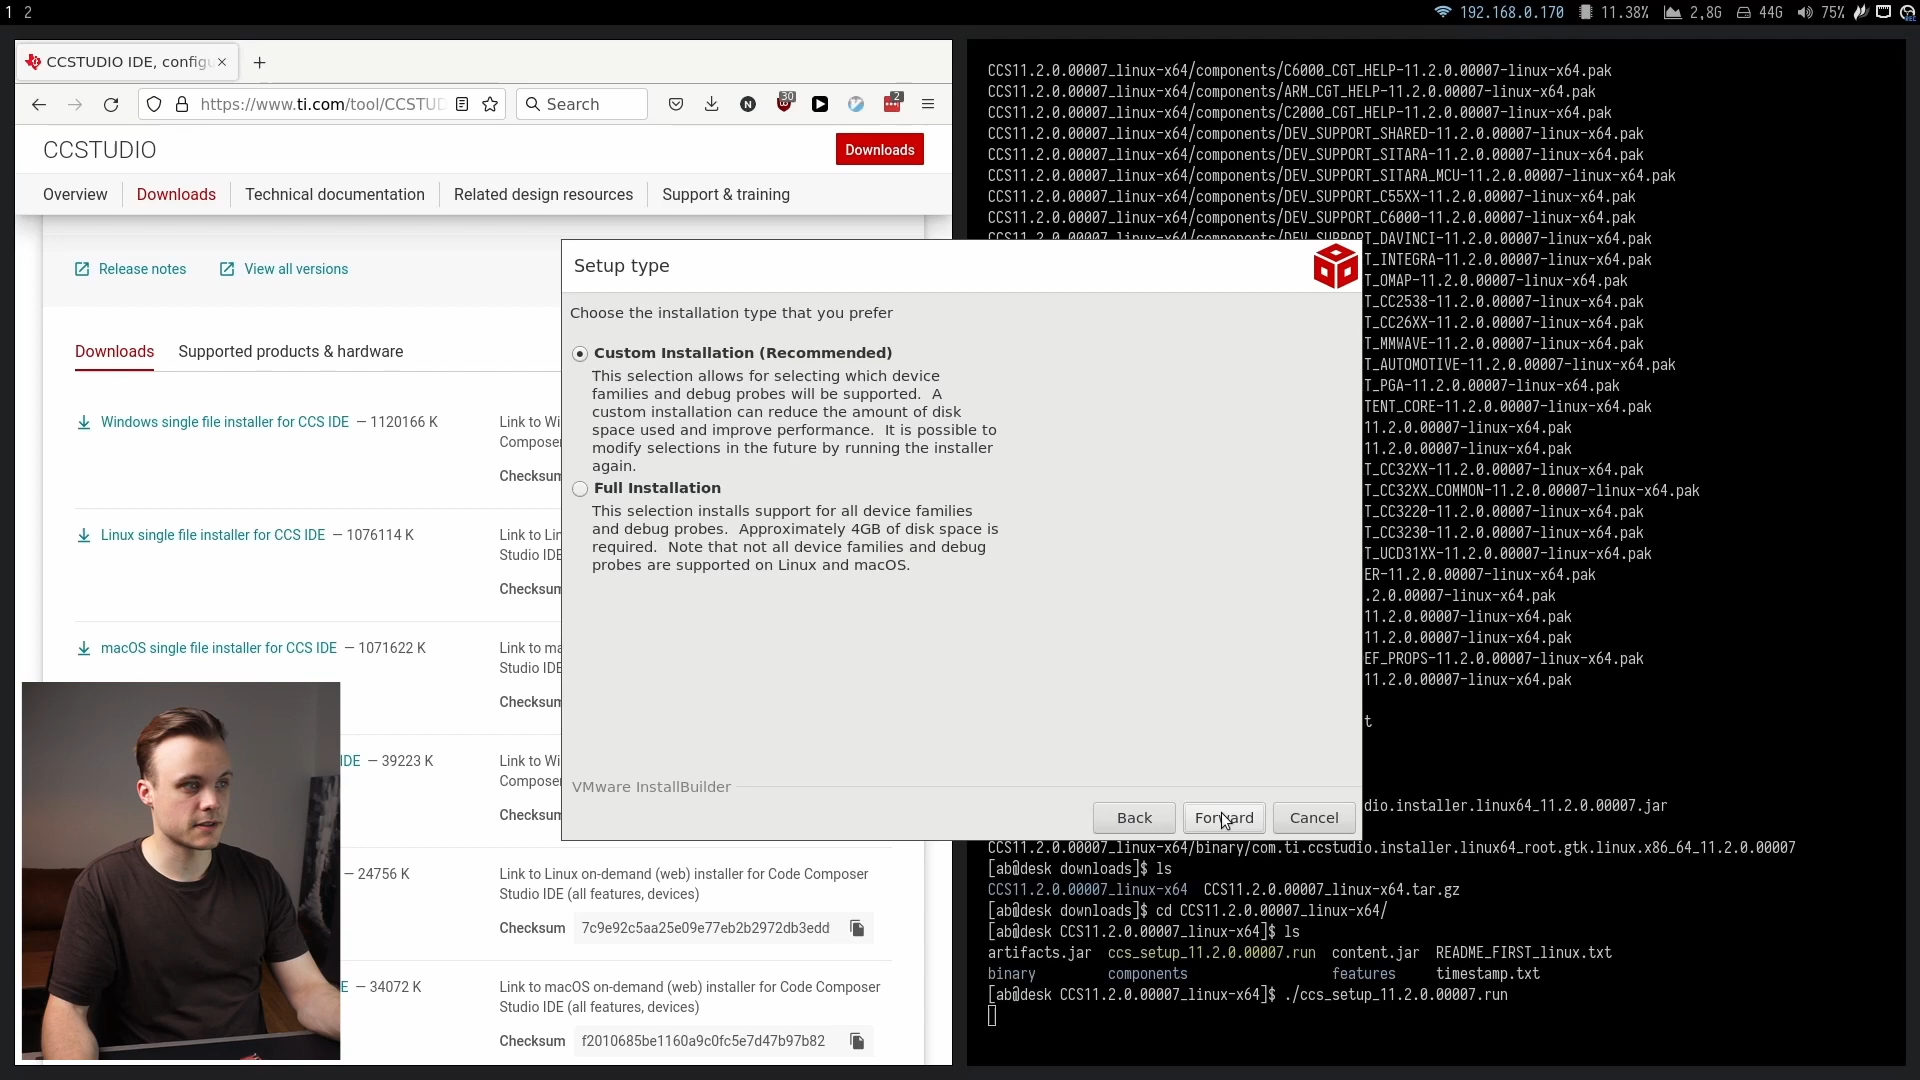 1 2
192.168.0.170 11.38% 2,8G 44G 75%
REC
CCSTUDIO IDE, config
https://www.ti.com/tool/CCSTUD
Search
30
2
CCSTUDIO
Downloads
Overview
Downloads
Technical documentation
Related design resources
Support & training
Release notes
View all versions
Downloads
Supported products & hardware
Windows single file installer for CCS IDE — 1120166 K
Link to Wi
Compose
Checksum
Linux single file installer for CCS IDE — 1076114 K
Link to Lin
Studio IDE
Checksum
macOS single file installer for CCS IDE — 1071622 K
Link to ma
Studio IDE
Checksum
IDE — 39223 K
Link to Wi
Compose
Checksum
— 24756 K
Link to Linux on-demand (web) installer for Code Composer
Studio IDE (all features, devices)
Checksum 7c9e92c5aa25e09e77eb2b2972db3edd
E — 34072 K
Link to macOS on-demand (web) installer for Code Composer
Studio IDE (all features, devices)
Checksum f2010685be1160a9c0fc5e7d47b97b82
Setup type
Choose the installation type that you prefer
Custom Installation (Recommended)
This selection allows for selecting which device
families and debug probes will be supported. A
custom installation can reduce the amount of disk
space used and improve performance. It is possible to
modify selections in the future by running the installer
again.
Full Installation
This selection installs support for all device families
and debug probes. Approximately 4GB of disk space is
required. Note that not all device families and debug
probes are supported on Linux and macOS.
VMware InstallBuilder
Back
Forward
Cancel
CCS11.2.0.00007_linux-x64/components/C6000_CGT_HELP-11.2.0.00007-linux-x64.pak
CCS11.2.0.00007_linux-x64/components/ARM_CGT_HELP-11.2.0.00007-linux-x64.pak
CCS11.2.0.00007_linux-x64/components/C2000_CGT_HELP-11.2.0.00007-linux-x64.pak
CCS11.2.0.00007_linux-x64/components/DEV_SUPPORT_SHARED-11.2.0.00007-linux-x64.pak
CCS11.2.0.00007_linux-x64/components/DEV_SUPPORT_SITARA-11.2.0.00007-linux-x64.pak
CCS11.2.0.00007_linux-x64/components/DEV_SUPPORT_SITARA_MCU-11.2.0.00007-linux-x64.pak
CCS11.2.0.00007_linux-x64/components/DEV_SUPPORT_C55XX-11.2.0.00007-linux-x64.pak
CCS11.2.0.00007_linux-x64/components/DEV_SUPPORT_C6000-11.2.0.00007-linux-x64.pak
CCS11.2.0.00007_linux-x64/components/DEV_SUPPORT_DAVINCI-11.2.0.00007-linux-x64.pak
T_INTEGRA-11.2.0.00007-linux-x64.pak
T_OMAP-11.2.0.00007-linux-x64.pak
T_CC2538-11.2.0.00007-linux-x64.pak
T_CC26XX-11.2.0.00007-linux-x64.pak
T_MMWAVE-11.2.0.00007-linux-x64.pak
T_AUTOMOTIVE-11.2.0.00007-linux-x64.pak
T_PGA-11.2.0.00007-linux-x64.pak
TENT_CORE-11.2.0.00007-linux-x64.pak
11.2.0.00007-linux-x64.pak
11.2.0.00007-linux-x64.pak
T_CC32XX-11.2.0.00007-linux-x64.pak
T_CC32XX_COMMON-11.2.0.00007-linux-x64.pak
T_CC3220-11.2.0.00007-linux-x64.pak
T_CC3230-11.2.0.00007-linux-x64.pak
T_UCD31XX-11.2.0.00007-linux-x64.pak
ER-11.2.0.00007-linux-x64.pak
.2.0.00007-linux-x64.pak
11.2.0.00007-linux-x64.pak
11.2.0.00007-linux-x64.pak
EF_PROPS-11.2.0.00007-linux-x64.pak
11.2.0.00007-linux-x64.pak
t
dio.installer.linux64_11.2.0.00007.jar
CCS11.2.0.00007_linux-x64/binary/com.ti.ccstudio.installer.linux64_root.gtk.linux.x86_64_11.2.0.00007
[ab@desk downloads]$ ls
CCS11.2.0.00007_linux-x64 CCS11.2.0.00007_linux-x64.tar.gz
[ab@desk downloads]$ cd CCS11.2.0.00007_linux-x64/
[ab@desk CCS11.2.0.00007_linux-x64]$ ls
artifacts.jar ccs_setup_11.2.0.00007.run content.jar README_FIRST_linux.txt
binary components features timestamp.txt
[ab@desk CCS11.2.0.00007_linux-x64]$ ./ccs_setup_11.2.0.00007.run